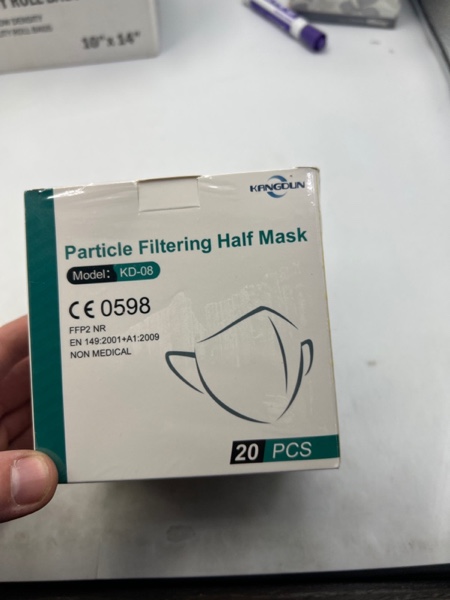 10" x 14"
KANGDUN
Particle Filtering Half Mask
Model: KD-08
CE 0598
FFP2 NR
EN 149:2001+A1:2009
NON MEDICAL
20 PCS